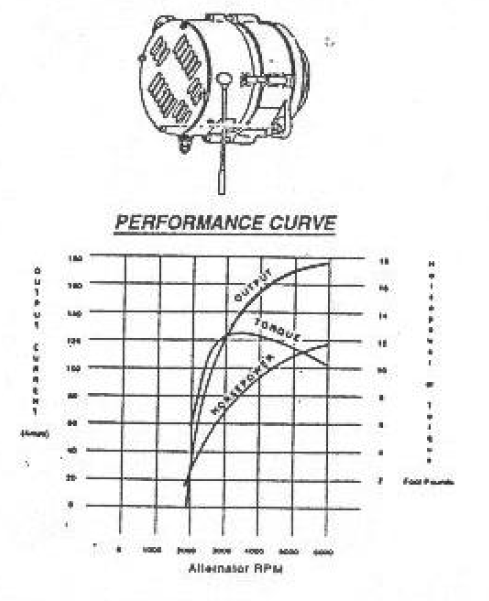 PERFORMANCE CURVE
OUTPUT
CURRENT
(Amps)
180
160
140
120
100
80
60
40
20
0
OUTPUT
TORQUE
HORSEPOWER
18
16
14
12
10
8
6
4
2
Horsepower
or
Torque
Foot Pounds
0 1000 2000 3000 4000 5000 6000
Alternator RPM